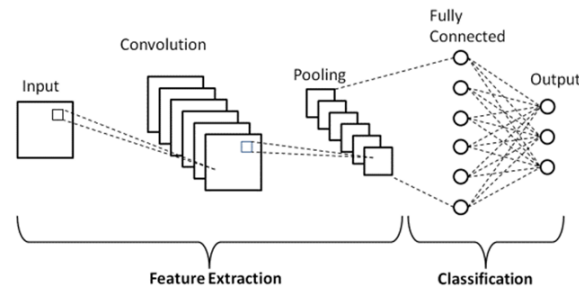 Fully
Connected
Convolution
Pooling
Output
Input
Feature Extraction
Classification